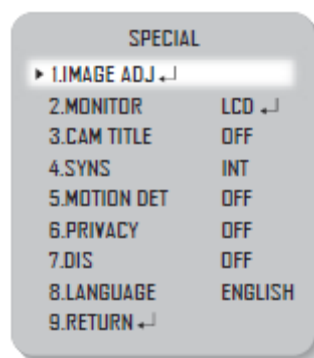 SPECIAL
▶ 1.IMAGE ADJ ↵
2.MONITOR LCD ↵
3.CAM TITLE OFF
4.SYNS INT
5.MOTION DET OFF
6.PRIVACY OFF
7.DIS OFF
8.LANGUAGE ENGLISH
9.RETURN ↵